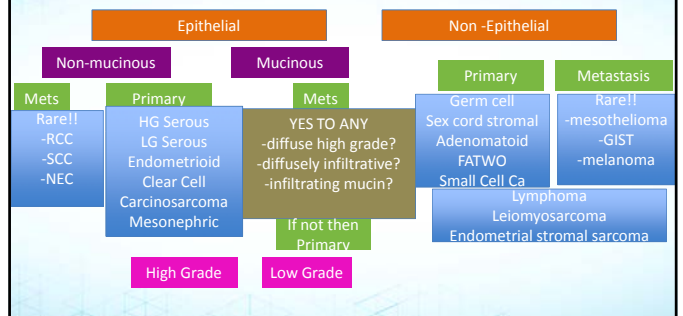 Epithelial
Non -Epithelial
Non-mucinous
Mucinous
Primary
Metastasis
Mets
Primary
Mets
Rare!!
-RCC
-SCC
-NEC
HG Serous
LG Serous
Endometrioid
Clear Cell
Carcinosarcoma
Mesonephric
YES TO ANY
-diffuse high grade?
-diffusely infiltrative?
-infiltrating mucin?
If not then
Primary
Germ cell
Sex cord stromal
Adenomatoid
FATWO
Small Cell Ca
Rare!!
-mesothelioma
-GIST
-melanoma
Lymphoma
Leiomyosarcoma
Endometrial stromal sarcoma
High Grade
Low Grade